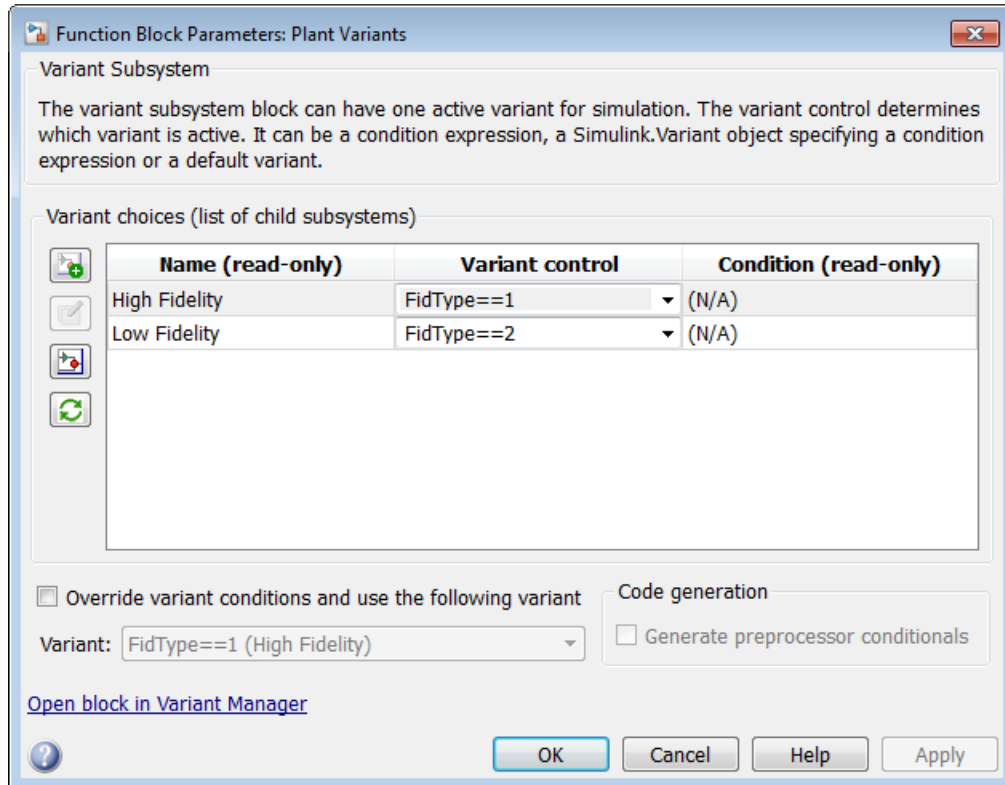 Function Block Parameters: Plant Variants
Variant Subsystem
The variant subsystem block can have one active variant for simulation. The variant control determines
which variant is active. It can be a condition expression, a Simulink.Variant object specifying a condition
expression or a default variant.
Variant choices (list of child subsystems)
Name (read-only) Variant control Condition (read-only)
High Fidelity FidType==1 (N/A)
Low Fidelity FidType==2 (N/A)
Override variant conditions and use the following variant
Variant: FidType==1 (High Fidelity)
Code generation
Generate preprocessor conditionals
Open block in Variant Manager
OK Cancel Help Apply